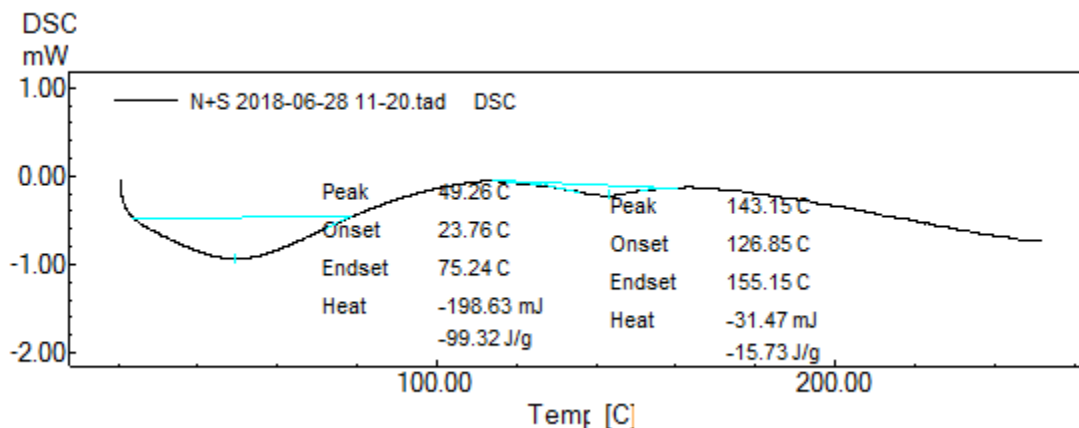 DSC
mW
1.00
N+S 2018-06-28 11-20.tad DSC
0.00
Peak 49.26 C
Onset 23.76 C
Endset 75.24 C
Heat -198.63 mJ
-99.32 J/g
Peak 143.15 C
Onset 126.85 C
Endset 155.15 C
Heat -31.47 mJ
-15.73 J/g
-1.00
-2.00
100.00 200.00
Temp [C]